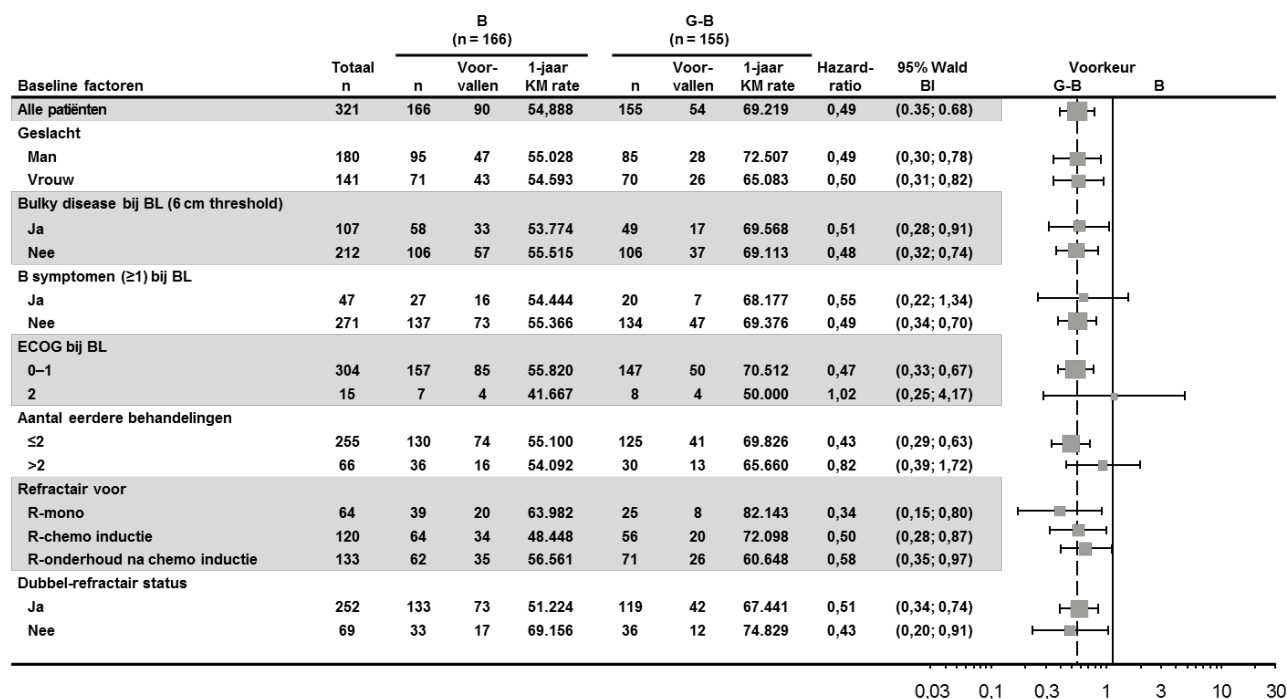 B G-B
(n = 166) (n = 155)
Totaal Voor- 1-jaar Voor- 1-jaar Hazard- 95% Wald Voorkeur
Baseline factoren n n vallen KM rate n vallen KM rate ratio BI G-B B
Alle patiënten 321 166 90 54,888 155 54 69.219 0,49 (0.35; 0.68)
Geslacht
Man 180 95 47 55.028 85 28 72.507 0,49 (0,30; 0,78)
Vrouw 141 71 43 54.593 70 26 65.083 0,50 (0,31; 0,82)
Bulky disease bij BL (6 cm threshold)
Ja 107 58 33 53.774 49 17 69.568 0,51 (0,28; 0,91)
Nee 212 106 57 55.515 106 37 69.113 0,48 (0,32; 0,74)
B symptomen (≥1) bij BL
Ja 47 27 16 54.444 20 7 68.177 0,55 (0,22; 1,34)
Nee 271 137 73 55.366 134 47 69.376 0,49 (0,34; 0,70)
ECOG bij BL
0–1 304 157 85 55.820 147 50 70.512 0,47 (0,33; 0,67)
2 15 7 4 41.667 8 4 50.000 1,02 (0,25; 4,17)
Aantal eerdere behandelingen
≤2 255 130 74 55.100 125 41 69.826 0,43 (0,29; 0,63)
>2 66 36 16 54.092 30 13 65.660 0,82 (0,39; 1,72)
Refractair voor
R-mono 64 39 20 63.982 25 8 82.143 0,34 (0,15; 0,80)
R-chemo inductie 120 64 34 48.448 56 20 72.098 0,50 (0,28; 0,87)
R-onderhoud na chemo inductie 133 62 35 56.561 71 26 60.648 0,58 (0,35; 0,97)
Dubbel-refractair status
Ja 252 133 73 51.224 119 42 67.441 0,51 (0,34; 0,74)
Nee 69 33 17 69.156 36 12 74.829 0,43 (0,20; 0,91)
0,03 0,1 0,3 1 3 10 30